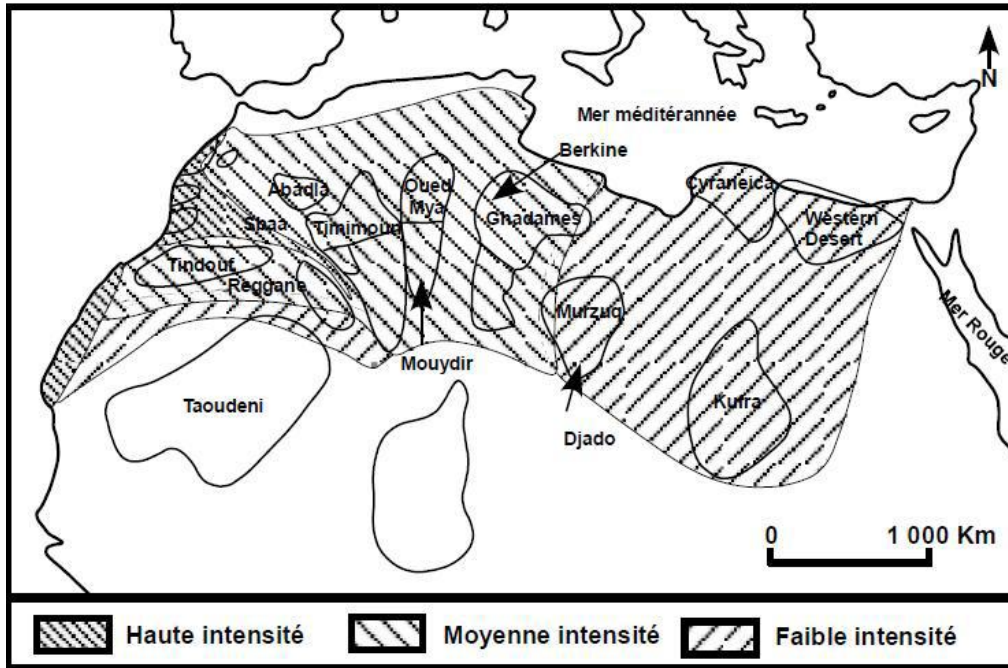 N
Mer méditérannée
Berkine
Abadla
Oued
Mya
Cyraneica
Sbaa
Timimoun
Ghadames
Western
Desert
Tindouf
Reggane
Murzuq
Mer Rouge
Mouydir
Taoudeni
Kufra
Djado
0 1 000 Km
Haute intensité
Moyenne intensité
Faible intensité